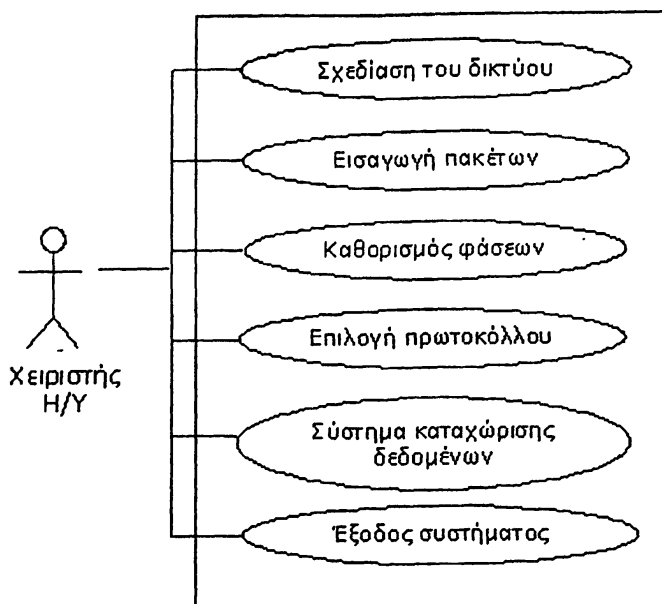 Σχεδίαση του δικτύου
Εισαγωγή πακέτων
Καθορισμός φάσεων
Επιλογή πρωτοκόλλου
Χειριστής
Η/Υ
Σύστημα καταχώρισης
δεδομένων
Έξοδος συστήματος